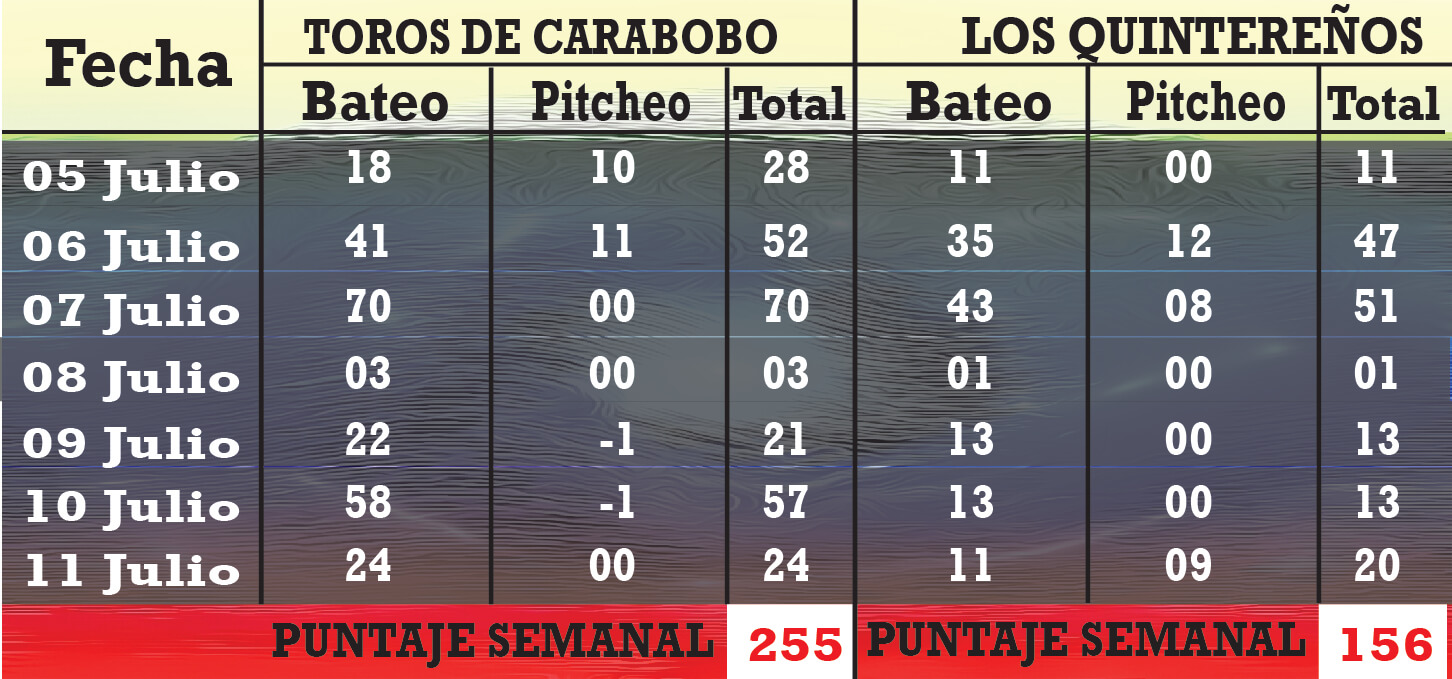 Fecha TOROS DE CARABOBO LOS QUINTEREÑOS
Bateo Pitcheo Total Bateo Pitcheo Total
05 Julio 18 10 28 11 00 11
06 Julio 41 11 52 35 12 47
07 Julio 70 00 70 43 08 51
08 Julio 03 00 03 01 00 01
09 Julio 22 -1 21 13 00 13
10 Julio 58 -1 57 13 00 13
11 Julio 24 00 24 11 09 20
PUNTAJE SEMANAL 255 PUNTAJE SEMANAL 156